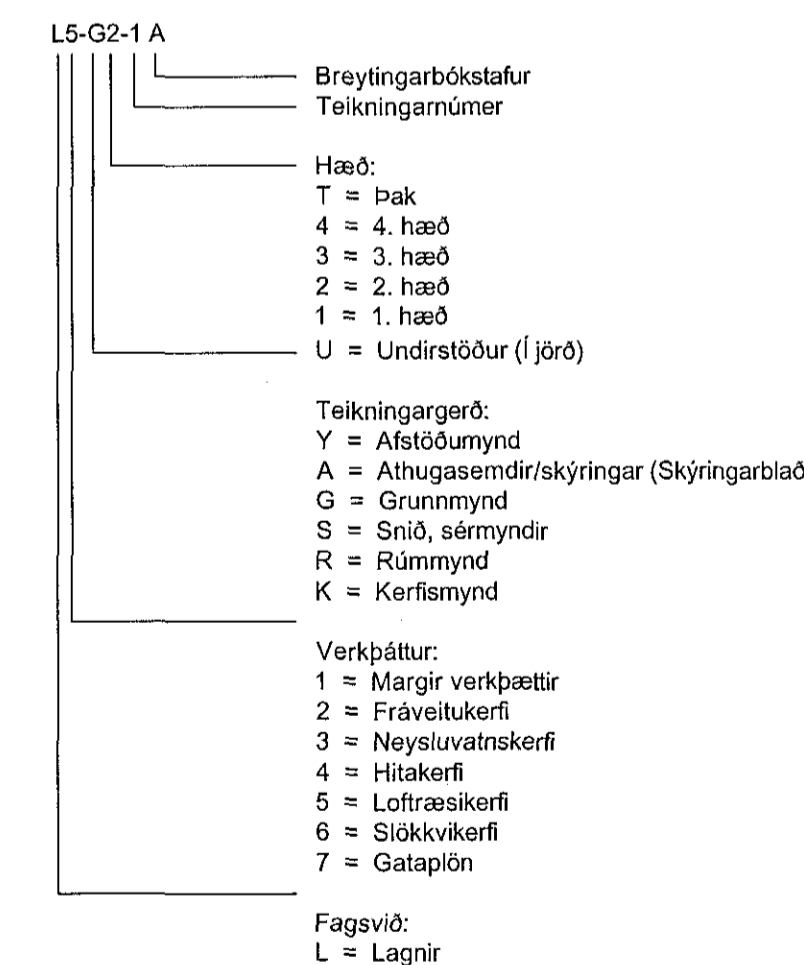 L5-G2-1 A
Breytingarbókstafur
Teikningarnúmer
Hæð:
T = Þak
4 = 4. hæð
3 = 3. hæð
2 = 2. hæð
1 = 1. hæð
U = Undirstöður (Í jörð)
Teikningargerð:
Y = Afstöðumynd
A = Athugasemdir/skýringar (Skýringarblað
G = Grunnmynd
S = Snið, sérmyndir
R = Rúmmynd
K = Kerfismynd
Verkþáttur:
1 = Margir verkþættir
2 = Fráveitukerfi
3 = Neysluvatnskerfi
4 = Hitakerfi
5 = Loftræsikerfi
6 = Slökkvikerfi
7 = Gataplön
Fagsvið:
L = Lagnir